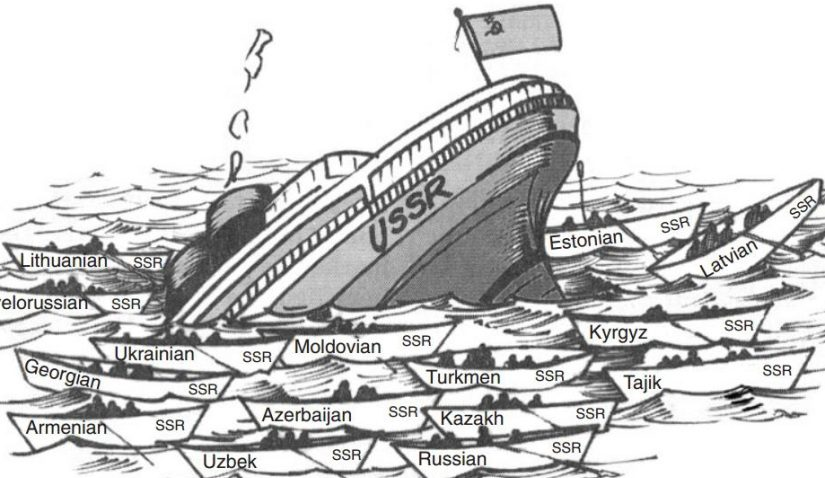 USSR
Estonian SSR
Latvian SSR
Lithuanian SSR
elorussian SSR
Ukrainian SSR
Moldovian SSR
Kyrgyz SSR
Georgian SSR
Turkmen SSR
Tajik SSR
Armenian SSR
Azerbaijan SSR
Kazakh SSR
Uzbek SSR
Russian SSR